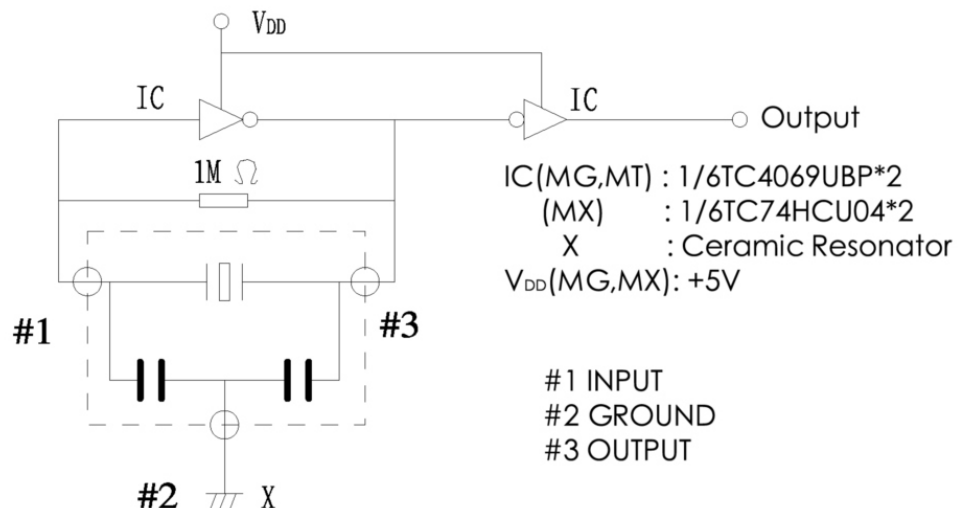 VDD
IC
IC
Output
1M Ω
IC(MG,MT) : 1/6TC4069UBP*2
(MX) : 1/6TC74HCU04*2
X : Ceramic Resonator
VDD(MG,MX): +5V
#1
#3
#1 INPUT
#2 GROUND
#3 OUTPUT
#2
X